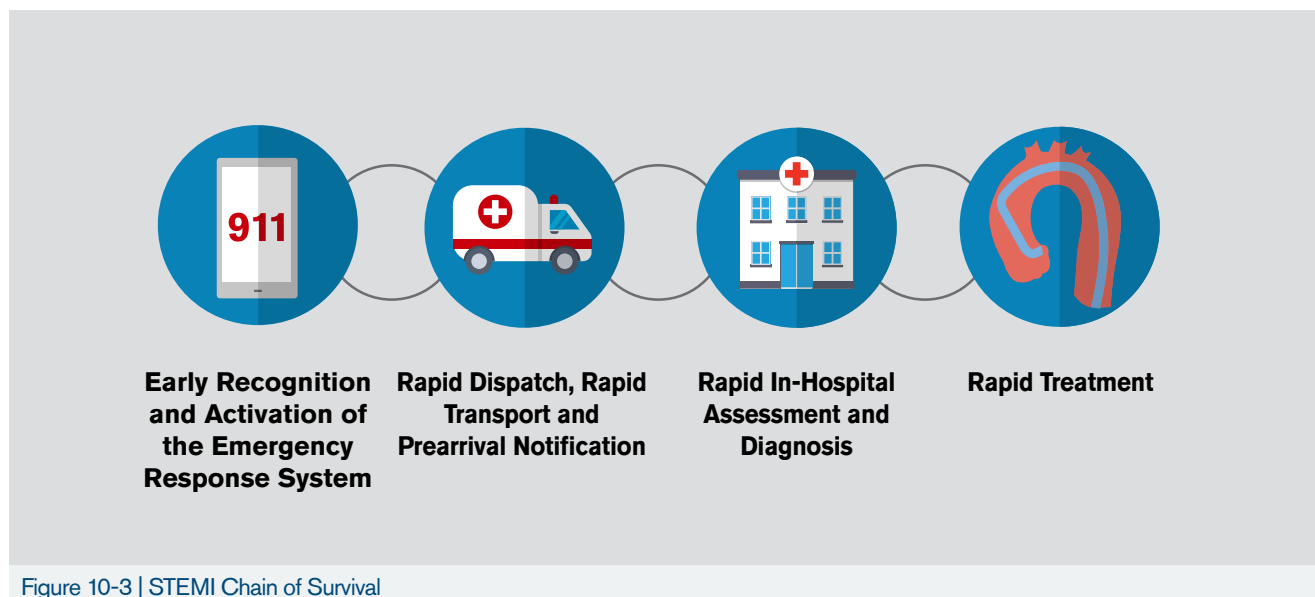 911
Early Recognition
and Activation of
the Emergency
Response System
Rapid Dispatch, Rapid
Transport and
Prearrival Notification
Rapid In-Hospital
Assessment and
Diagnosis
Rapid Treatment
Figure 10-3 | STEMI Chain of Survival